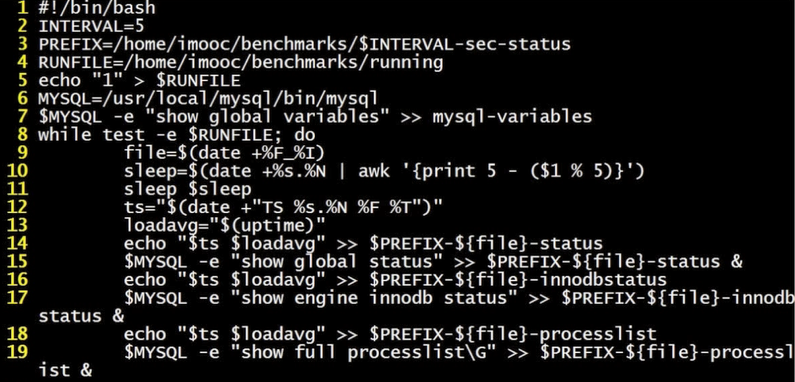 1 #!/bin/bash
2 INTERVAL=5
3 PREFIX=/home/imooc/benchmarks/$INTERVAL-sec-status
4 RUNFILE=/home/imooc/benchmarks/running
5 echo "1" > $RUNFILE
6 MYSQL=/usr/local/mysql/bin/mysql
7 $MYSQL -e "show global variables" >> mysql-variables
8 while test -e $RUNFILE; do
9         file=$(date +%F_%I)
10         sleep=$(date +%s.%N | awk '{print 5 - ($1 % 5)}')
11         sleep $sleep
12         ts="$(date +"TS %s.%N %F %T")"
13         loadavg="$(uptime)"
14         echo "$ts $loadavg" >> $PREFIX-${file}-status
15         $MYSQL -e "show global status" >> $PREFIX-${file}-status &
16         echo "$ts $loadavg" >> $PREFIX-${file}-innodbstatus
17         $MYSQL -e "show engine innodb status" >> $PREFIX-${file}-innodb
status &
18         echo "$ts $loadavg" >> $PREFIX-${file}-processlist
19         $MYSQL -e "show full processlist\G" >> $PREFIX-${file}-processl
ist &